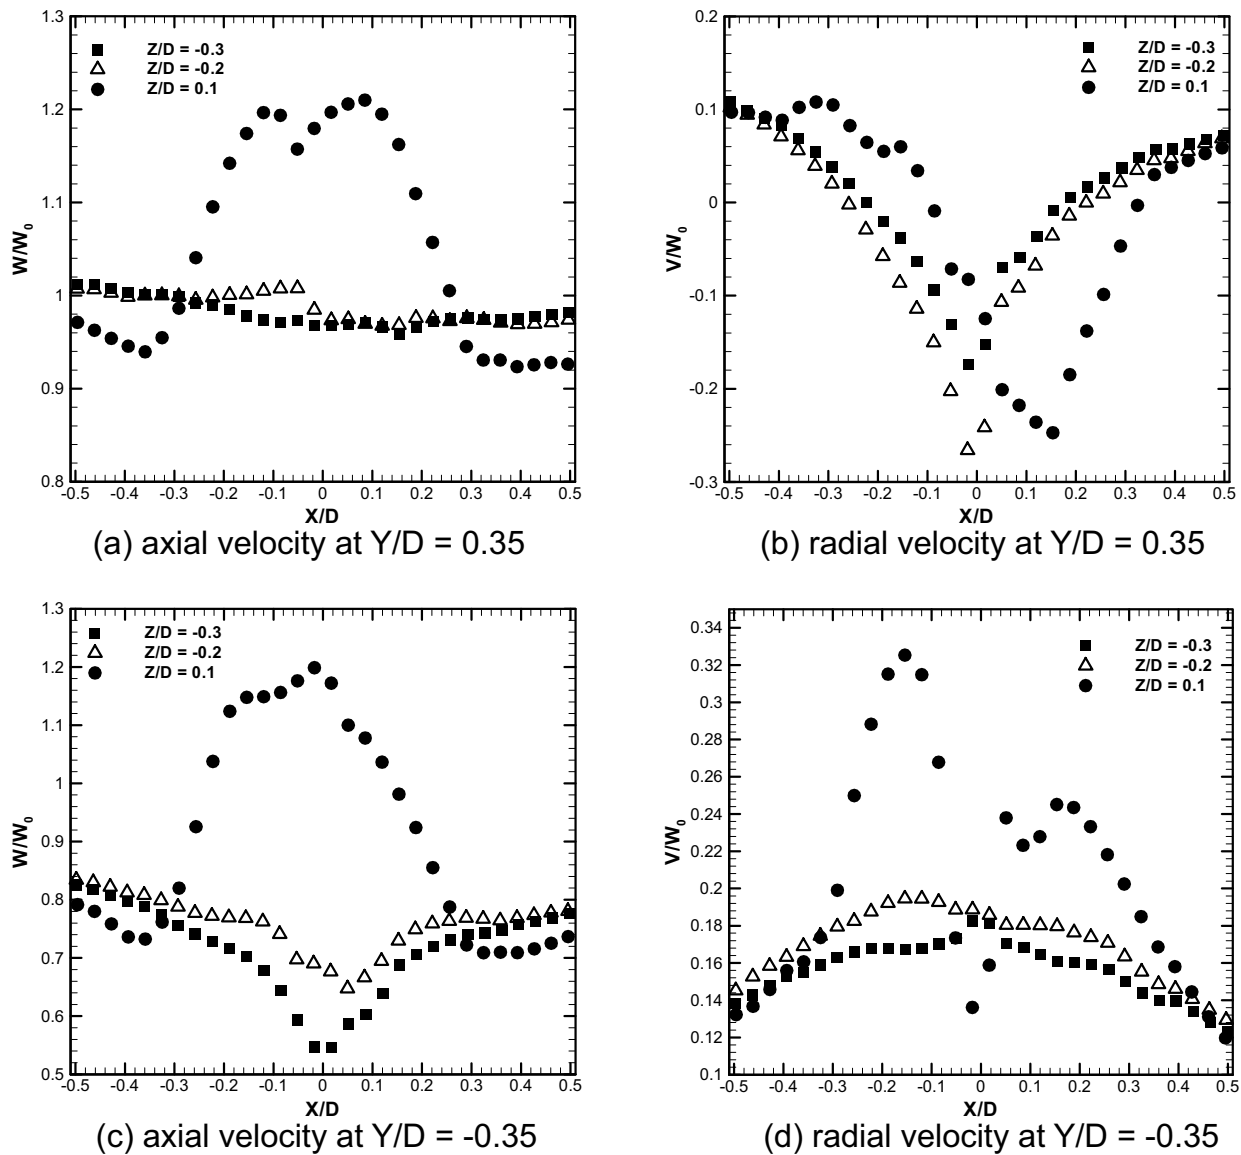 1.3
1.2
1.1
1
0.9
0.8
W/W0
Z/D = -0.3
Z/D = -0.2
Z/D = 0.1
-0.5 -0.4 -0.3 -0.2 -0.1 0 0.1 0.2 0.3 0.4 0.5
X/D
(a) axial velocity at Y/D = 0.35
0.2
0.1
0
-0.1
-0.2
-0.3
V/W0
Z/D = -0.3
Z/D = -0.2
Z/D = 0.1
-0.5 -0.4 -0.3 -0.2 -0.1 0 0.1 0.2 0.3 0.4 0.5
X/D
(b) radial velocity at Y/D = 0.35
1.3
1.2
1.1
1
0.9
0.8
0.7
0.6
0.5
W/W0
Z/D = -0.3
Z/D = -0.2
Z/D = 0.1
-0.5 -0.4 -0.3 -0.2 -0.1 0 0.1 0.2 0.3 0.4 0.5
X/D
(c) axial velocity at Y/D = -0.35
0.34
0.32
0.3
0.28
0.26
0.24
0.22
0.2
0.18
0.16
0.14
0.12
0.1
V/W0
Z/D = -0.3
Z/D = -0.2
Z/D = 0.1
-0.5 -0.4 -0.3 -0.2 -0.1 0 0.1 0.2 0.3 0.4 0.5
X/D
(d) radial velocity at Y/D = -0.35